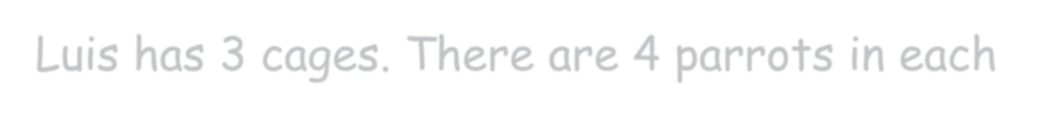 Luis has 3 cages. There are 4 parrots in each